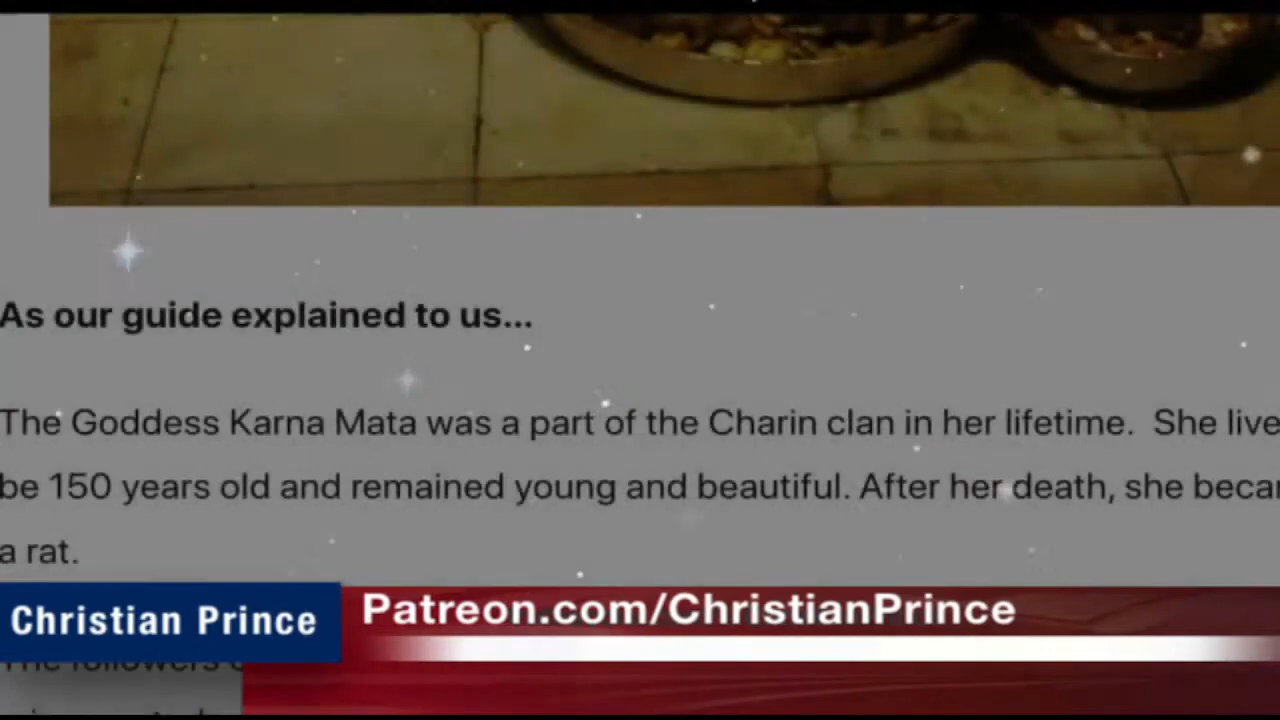 As our guide explained to us...
The Goddess Karna Mata was a part of the Charin clan in her lifetime. She live
be 150 years old and remained young and beautiful. After her death, she becar
a rat.
Christian Prince
Patreon.com/ChristianPrince
The followers